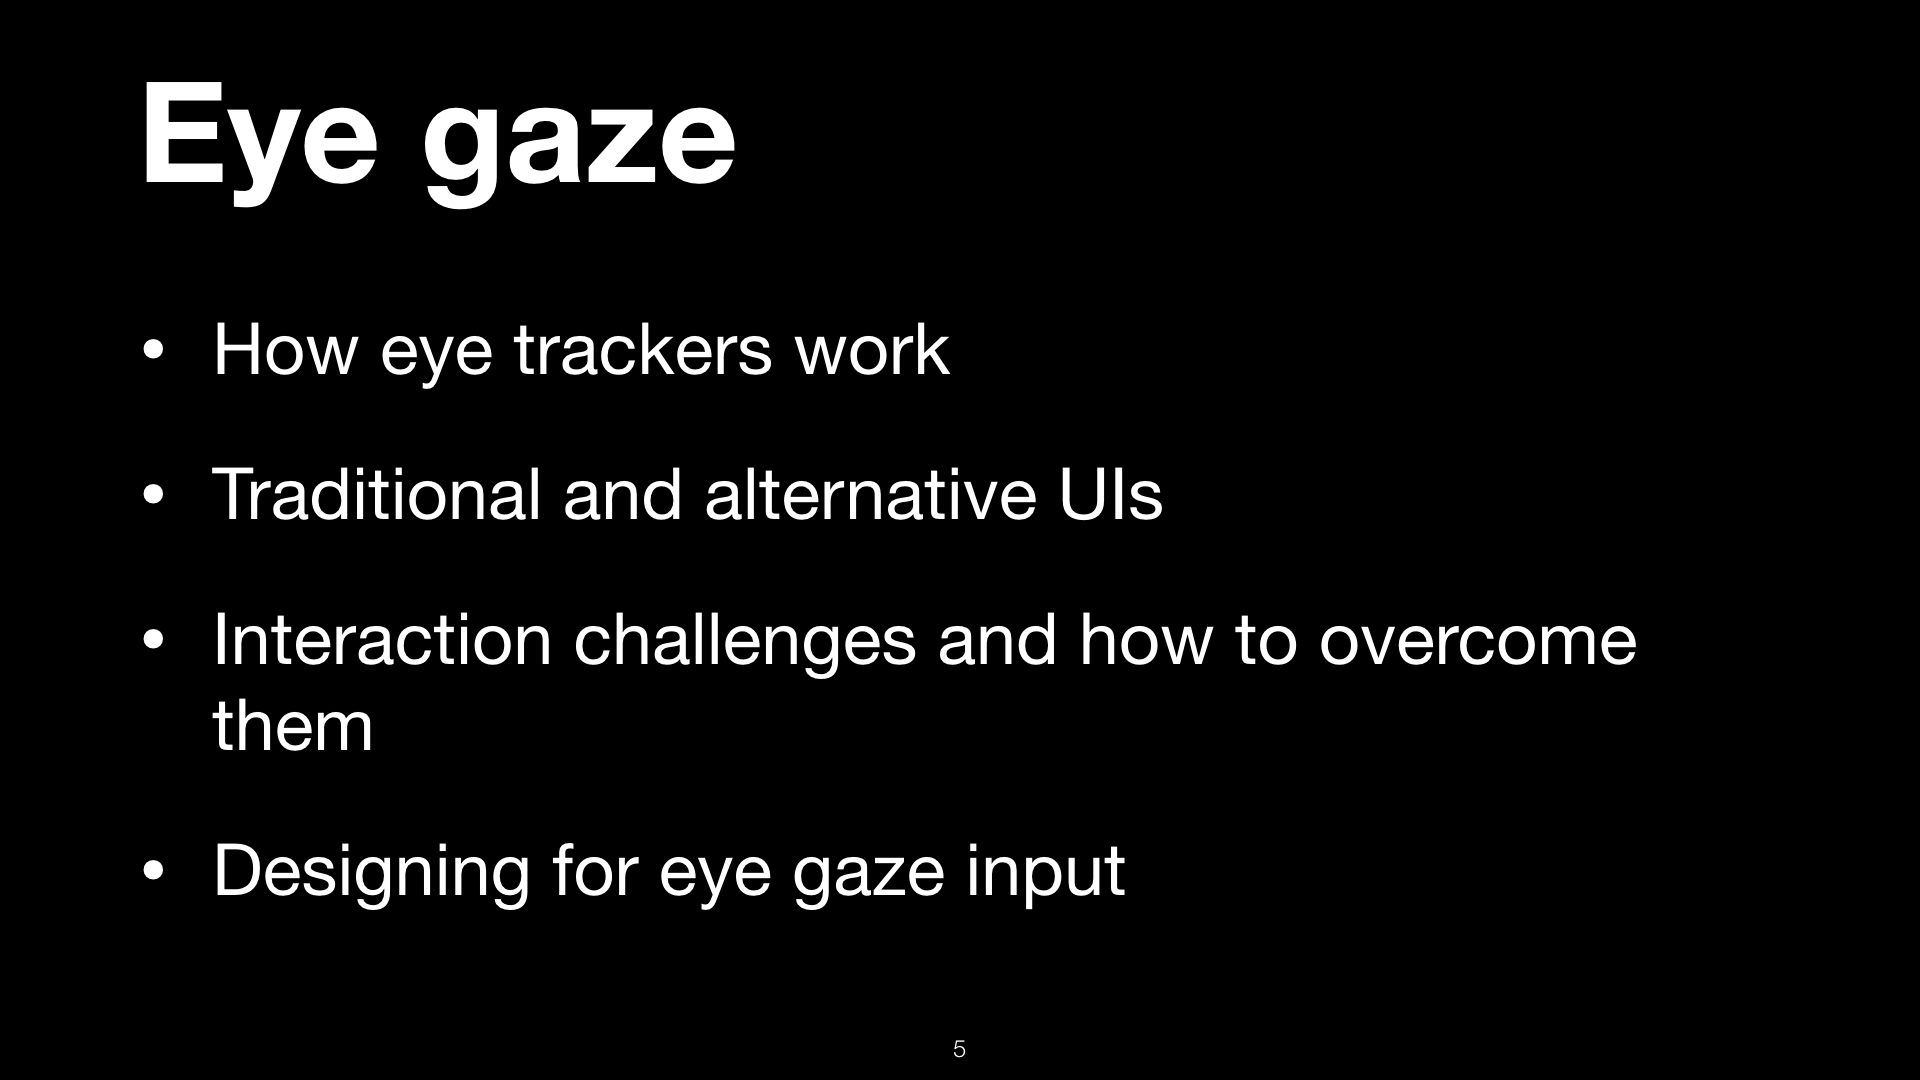 Eye gaze
• How eye trackers work
• Traditional and alternative UIs
• Interaction challenges and how to overcome
them
• Designing for eye gaze input
5